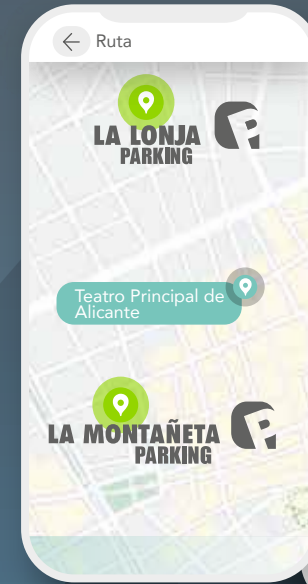 Ruta
LA LONJA
PARKING
Teatro Principal de
Alicante
LA MONTAÑETA
PARKING